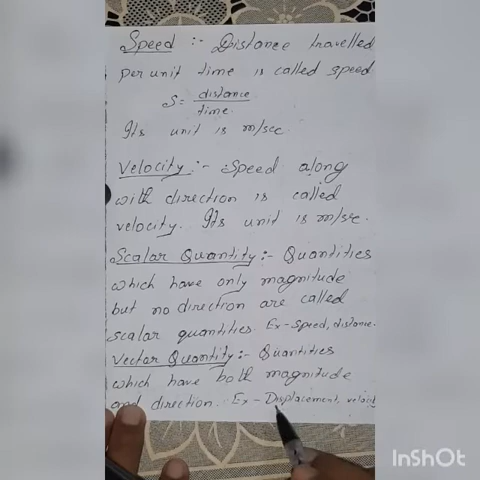 Speed :- Distance travelled
per unit time is called speed
S= distance
time.
Its unit is m/sec.
Velocity :- Speed along
with direction is called
velocity. Its unit is m/sec.
Scalar Quantity :- Quantities
which have only magnitude
but no direction are called
scalar quantities. Ex- Speed, distance.
Vector Quantity :- Quantities
which have both magnitude
and direction. Ex- Displacement, velocity
InShOt